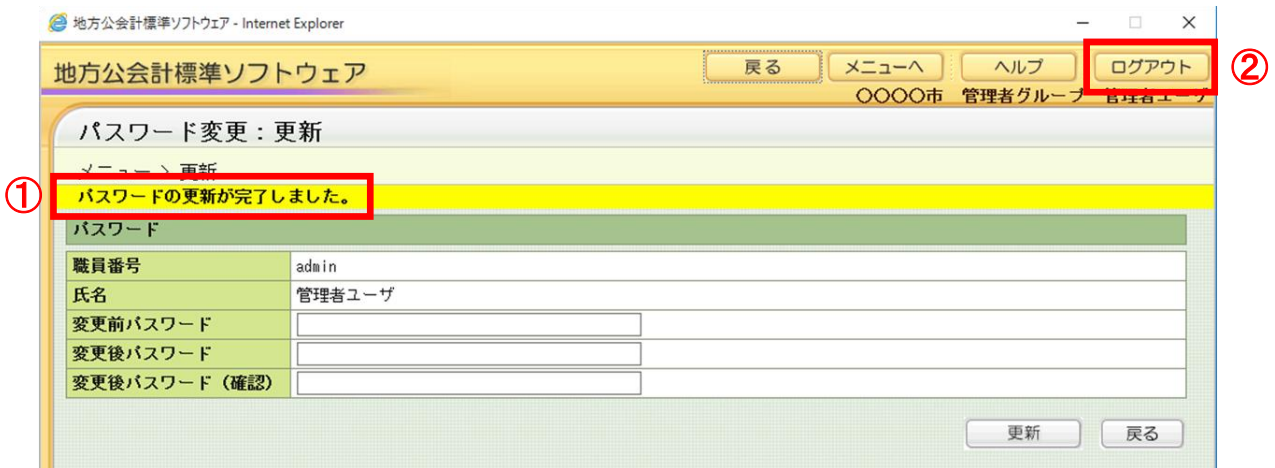 地方公会計標準ソフトウェア - Internet Explorer
地方公会計標準ソフトウェア
戻る メニューへ ヘルプ ログアウト ②
〇〇〇〇市 管理者グループ 管理者ユーザ
パスワード変更：更新
メニュー > 更新
① パスワードの更新が完了しました。
パスワード
職員番号 admin
氏名 管理者ユーザ
変更前パスワード
変更後パスワード
変更後パスワード（確認）
更新 戻る